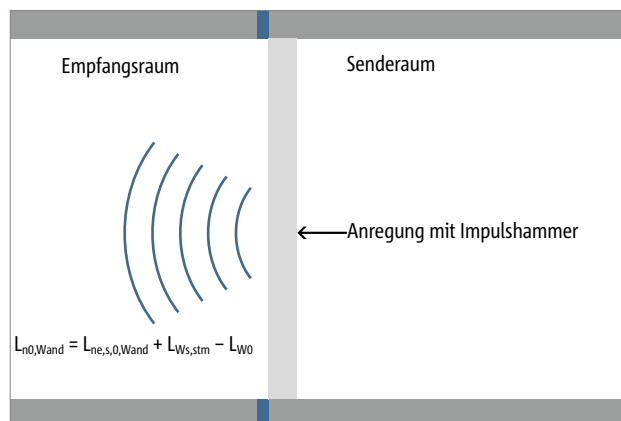 Empfangsraum
Senderaum
Anregung mit Impulshammer
Ln0,Wand = Lne,s,0,Wand + LWs,stm – LW0